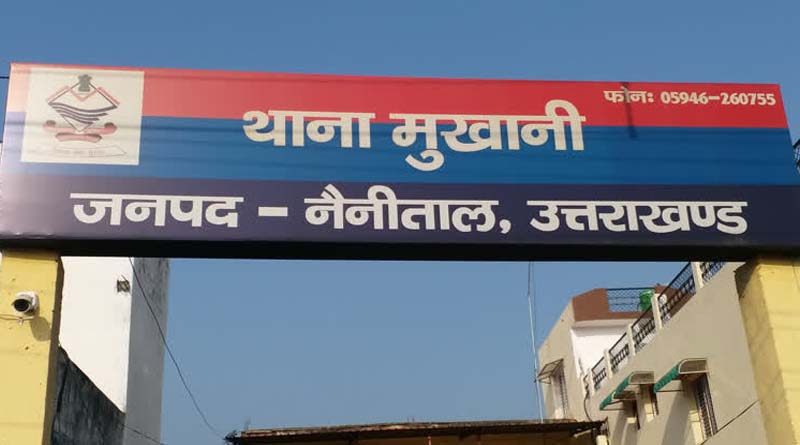 फोनः 05946-260755
थाना मुखानी
जनपद - नैनीताल, उत्तराखण्ड